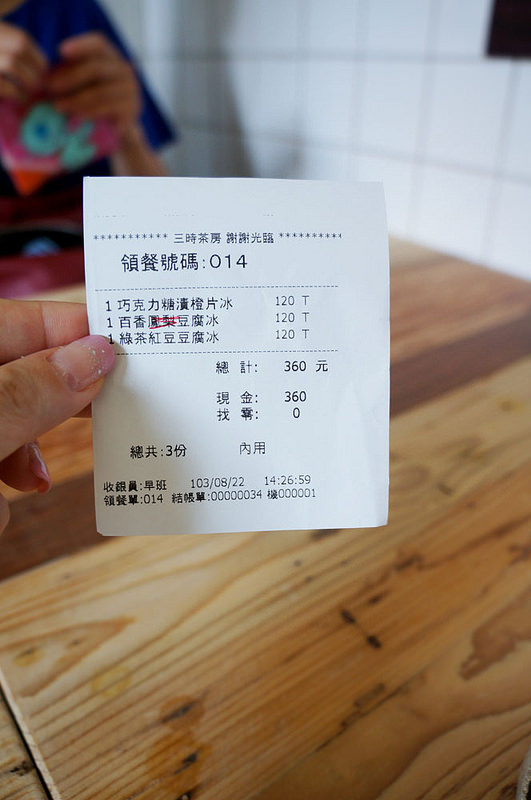 *********** 三時茶房 謝謝光臨 **********
領餐號碼:014
1 巧克力糖漬橙片冰 120 T
1 百香鳳梨豆腐冰 120 T
1 綠茶紅豆豆腐冰 120 T
總 計: 360 元
現 金: 360
找 零: 0
總共:3份 內用
收銀員:早班 103/08/22 14:26:59
領餐單:014 結帳單:00000034 機000001